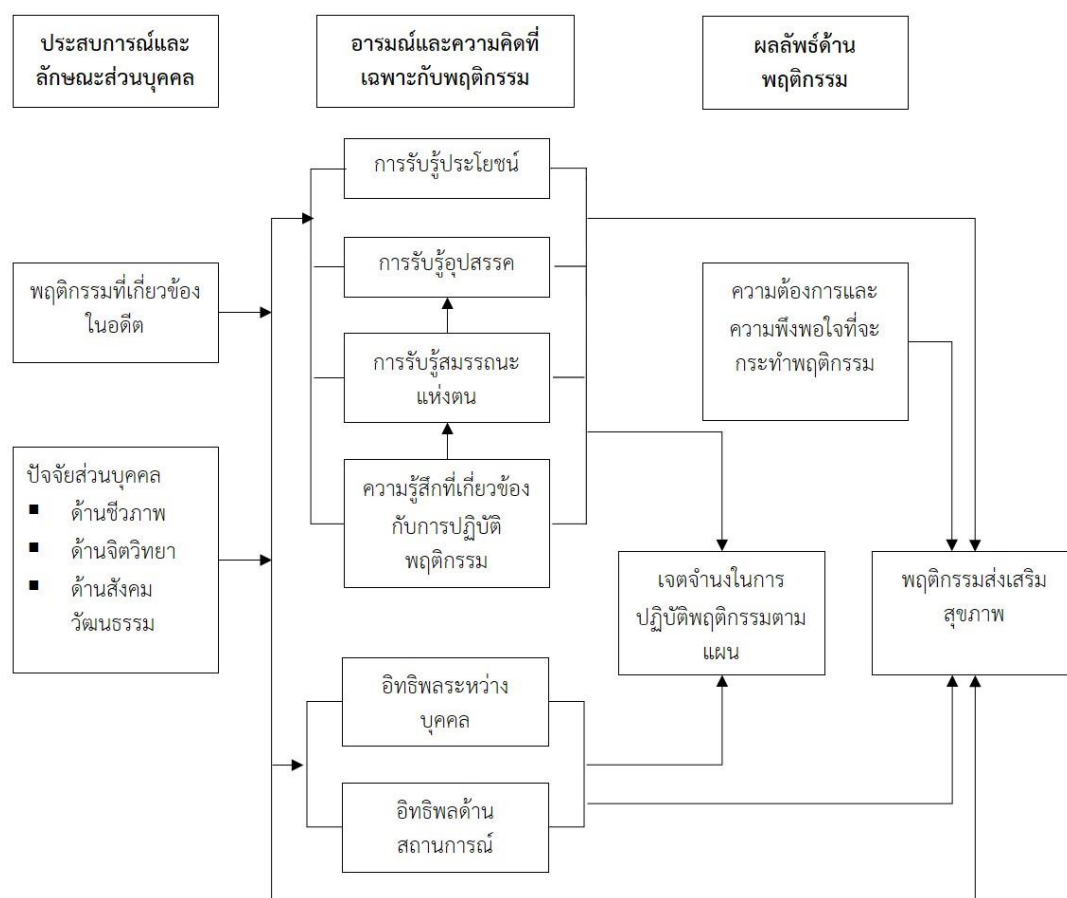 ประสบการณ์และ
ลักษณะส่วนบุคคล
อารมณ์และความคิดที่
เฉพาะกับพฤติกรรม
ผลลัพธ์ด้าน
พฤติกรรม
การรับรู้ประโยชน์
การรับรู้อุปสรรค
การรับรู้สมรรถนะ
แห่งตน
ความรู้สึกที่เกี่ยวข้อง
กับการปฏิบัติ
พฤติกรรม
พฤติกรรมที่เกี่ยวข้อง
ในอดีต
ปัจจัยส่วนบุคคล
▪ ด้านชีวภาพ
▪ ด้านจิตวิทยา
▪ ด้านสังคม
วัฒนธรรม
ความต้องการและ
ความพึงพอใจที่จะ
กระทำพฤติกรรม
เจตจำนงในการ
ปฏิบัติพฤติกรรมตาม
แผน
พฤติกรรมส่งเสริม
สุขภาพ
อิทธิพลระหว่าง
บุคคล
อิทธิพลด้าน
สถานการณ์